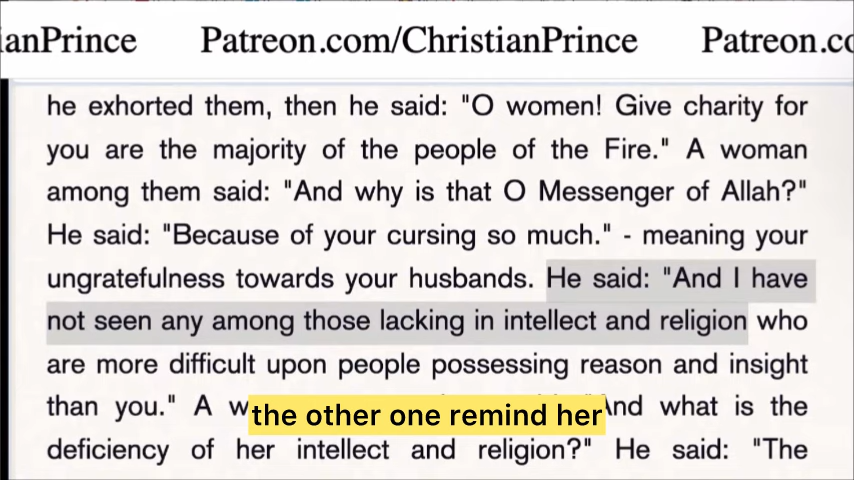 ianPrince Patreon.com/ChristianPrince Patreon.co
he exhorted them, then he said: "O women! Give charity for
you are the majority of the people of the Fire." A woman
among them said: "And why is that O Messenger of Allah?"
He said: "Because of your cursing so much." - meaning your
ungratefulness towards your husbands. He said: "And I have
not seen any among those lacking in intellect and religion who
are more difficult upon people possessing reason and insight
than you." A And what is the
the other one remind her
deficiency of her intellect and religion?" He said: "The